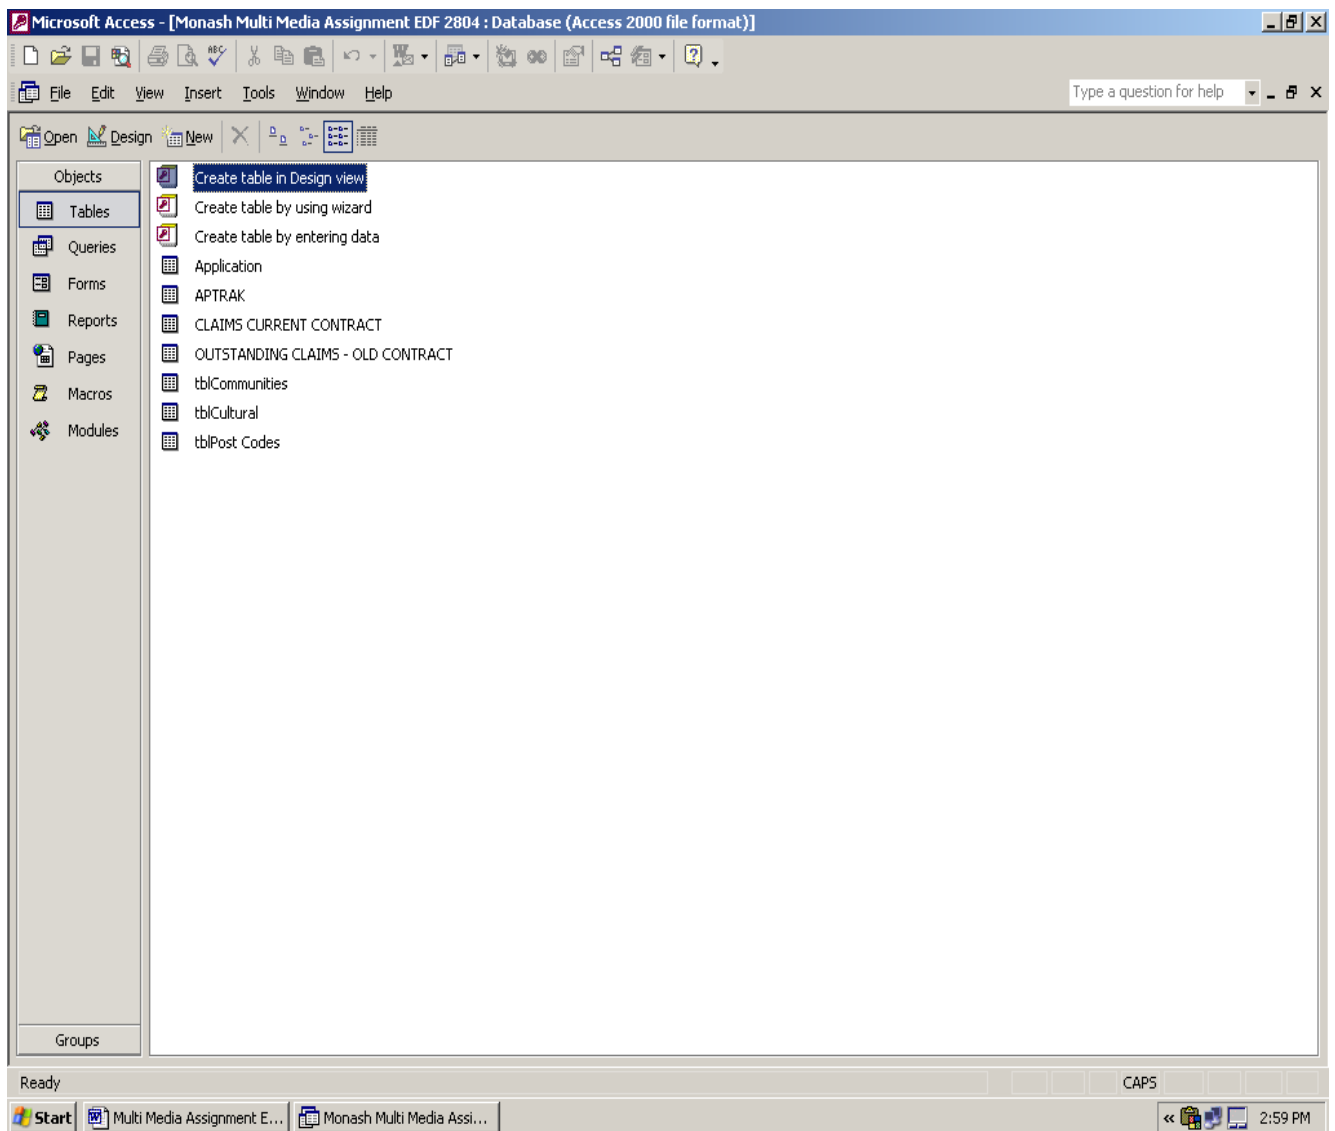 Microsoft Access - [Monash Multi Media Assignment EDF 2804 : Database (Access 2000 file format)]
File Edit View Insert Tools Window Help Type a question for help
Open Design New
Objects
Tables
Queries
Forms
Reports
Pages
Macros
Modules
Groups
Create table in Design view
Create table by using wizard
Create table by entering data
Application
APTRAK
CLAIMS CURRENT CONTRACT
OUTSTANDING CLAIMS - OLD CONTRACT
tblCommunities
tblCultural
tblPost Codes
Ready CAPS
Start Multi Media Assignment E... Monash Multi Media Assi... « 2:59 PM